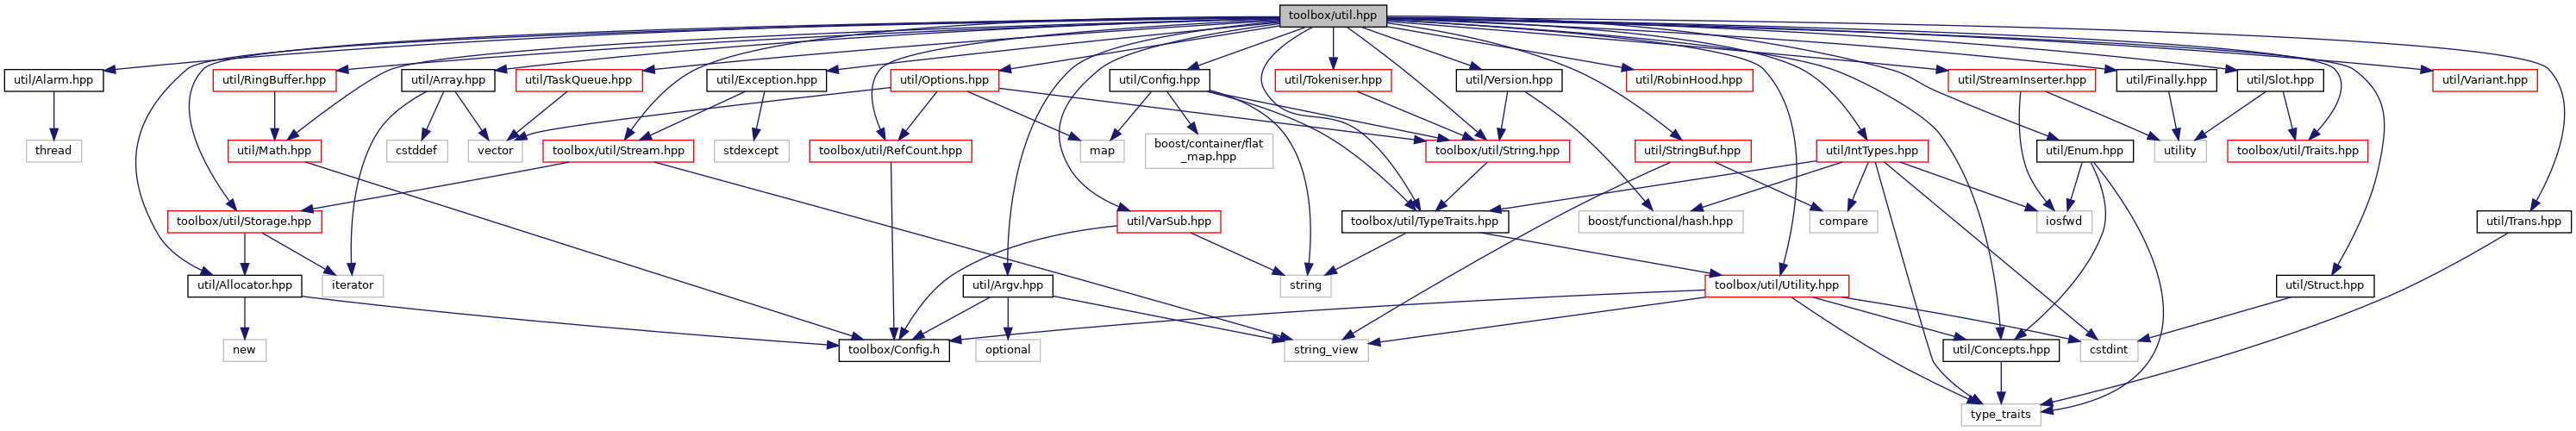 toolbox/util.hpp
util/Alarm.hpp
util/RingBuffer.hpp
util/Array.hpp
util/TaskQueue.hpp
util/Exception.hpp
util/Options.hpp
util/Config.hpp
util/Tokeniser.hpp
util/Version.hpp
util/RobinHood.hpp
util/StreamInserter.hpp
util/Finally.hpp
util/Slot.hpp
util/Variant.hpp
thread
util/Math.hpp
cstddef
vector
toolbox/util/Stream.hpp
stdexcept
toolbox/util/RefCount.hpp
map
boost/container/flat
_map.hpp
toolbox/util/String.hpp
util/StringBuf.hpp
util/IntTypes.hpp
util/Enum.hpp
utility
toolbox/util/Traits.hpp
toolbox/util/Storage.hpp
util/VarSub.hpp
toolbox/util/TypeTraits.hpp
boost/functional/hash.hpp
compare
iosfwd
util/Trans.hpp
util/Allocator.hpp
iterator
util/Argv.hpp
string
toolbox/util/Utility.hpp
util/Struct.hpp
new
toolbox/Config.h
optional
string_view
util/Concepts.hpp
cstdint
type_traits